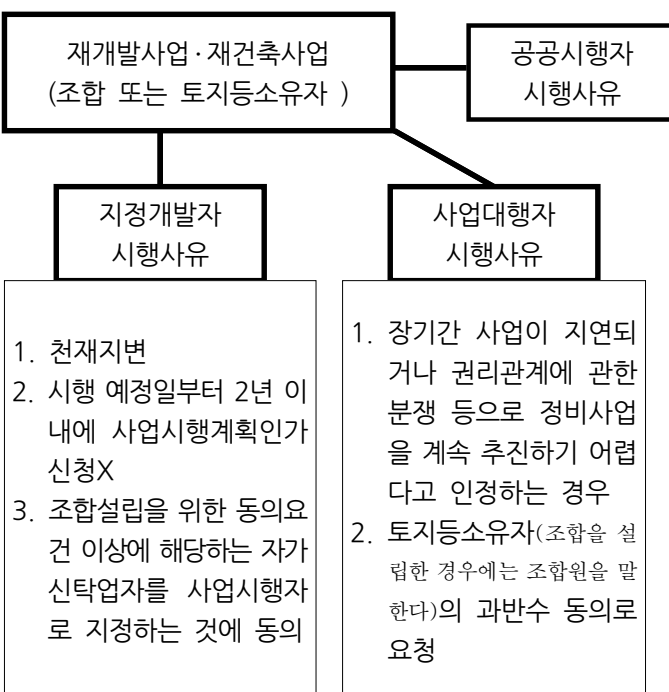 재개발사업·재건축사업
(조합 또는 토지등소유자 )
공공시행자
시행사유
지정개발자
시행사유
사업대행자
시행사유
1. 천재지변
2. 시행 예정일부터 2년 이
내에 사업시행계획인가
신청X
3. 조합설립을 위한 동의요
건 이상에 해당하는 자가
신탁업자를 사업시행자
로 지정하는 것에 동의
1. 장기간 사업이 지연되
거나 권리관계에 관한
분쟁 등으로 정비사업
을 계속 추진하기 어렵
다고 인정하는 경우
2. 토지등소유자(조합을 설
립한 경우에는 조합원을 말
한다)의 과반수 동의로
요청